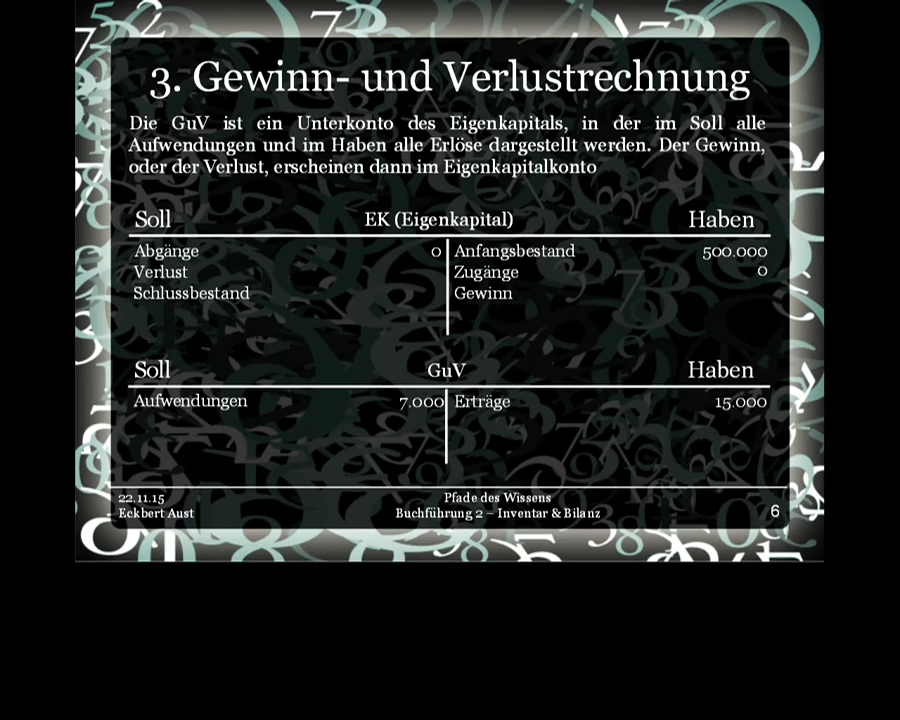 3. Gewinn- und Verlustrechnung
Die GuV ist ein Unterkonto des Eigenkapitals, in der im Soll alle
Aufwendungen und im Haben alle Erlöse dargestellt werden. Der Gewinn,
oder der Verlust, erscheinen dann im Eigenkapitalkonto
Soll EK (Eigenkapital) Haben
Abgänge 0 Anfangsbestand 500.000
Verlust Zugänge 0
Schlussbestand Gewinn
Soll GuV Haben
Aufwendungen 7.000 Erträge 15.000
22.11.15 Pfade des Wissens
Eckbert Aust Buchführung 2 – Inventar & Bilanz 6